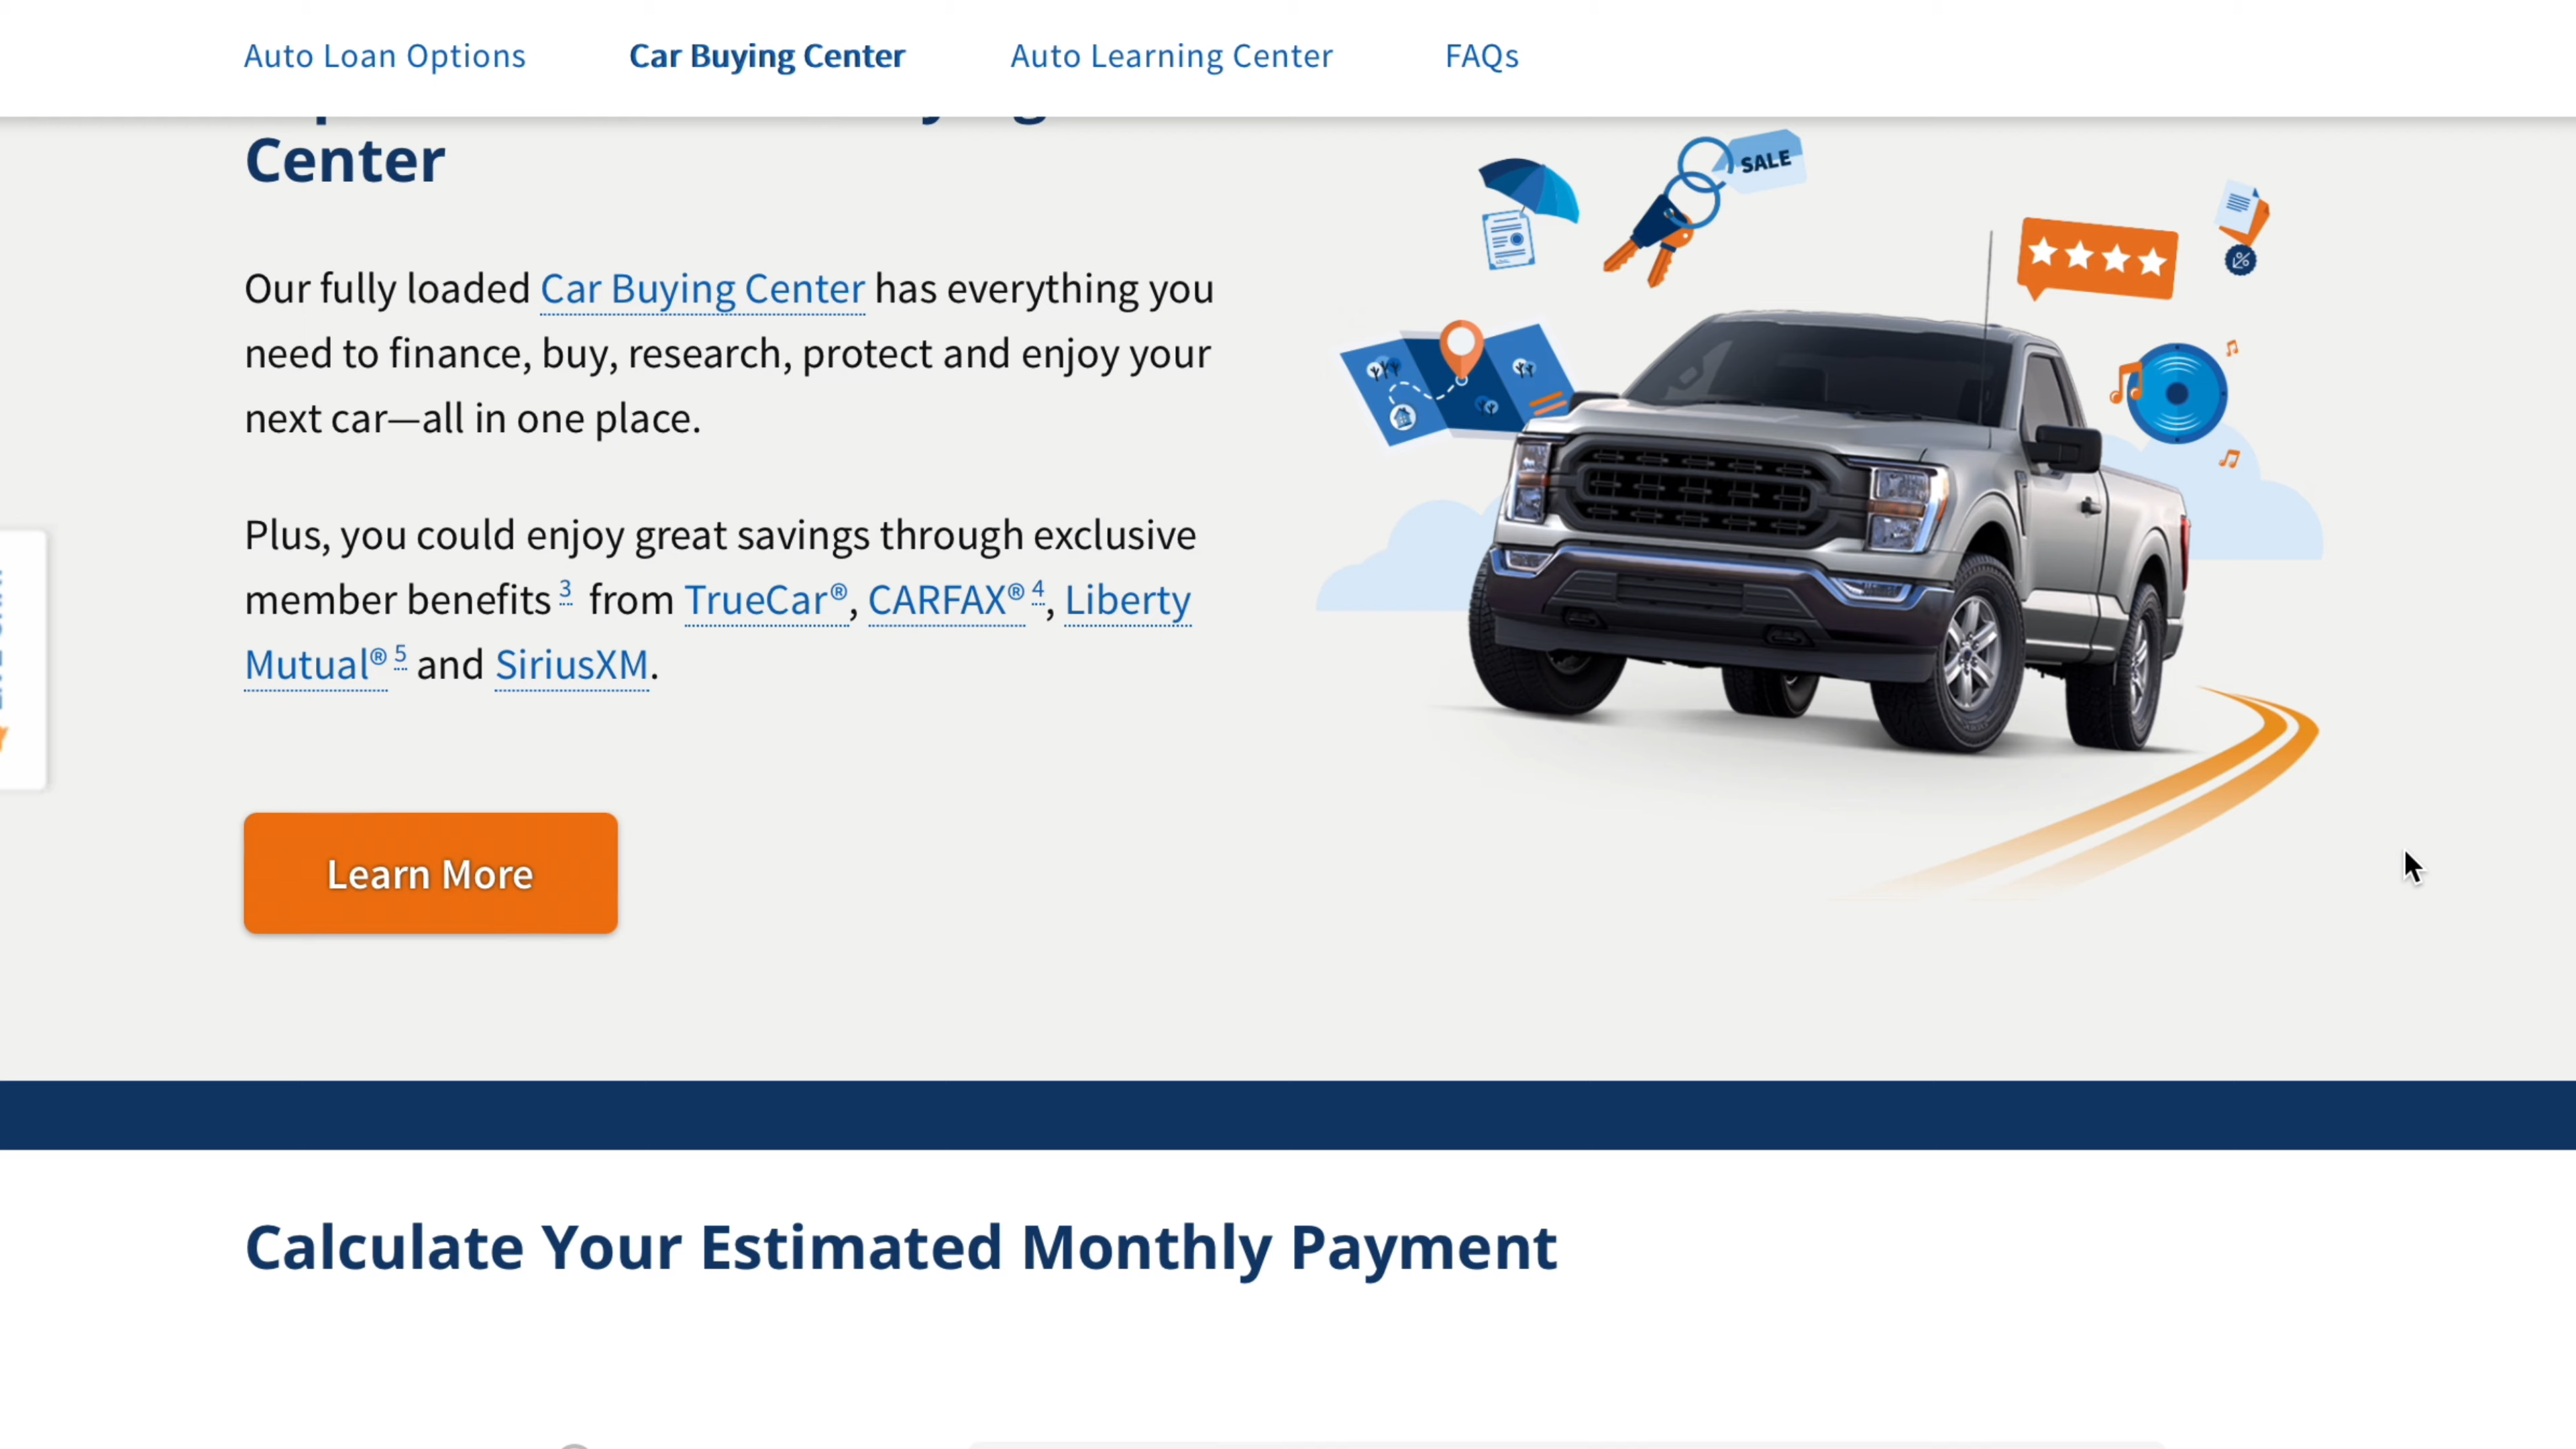 Auto Loan Options
Car Buying Center
Auto Learning Center
FAQs
Center
Our fully loaded Car Buying Center has everything you
need to finance, buy, research, protect and enjoy your
next car—all in one place.
Plus, you could enjoy great savings through exclusive
member benefits 3 from TrueCar®, CARFAX® 4, Liberty
Mutual® 5 and SiriusXM.
Learn More
SALE
Calculate Your Estimated Monthly Payment